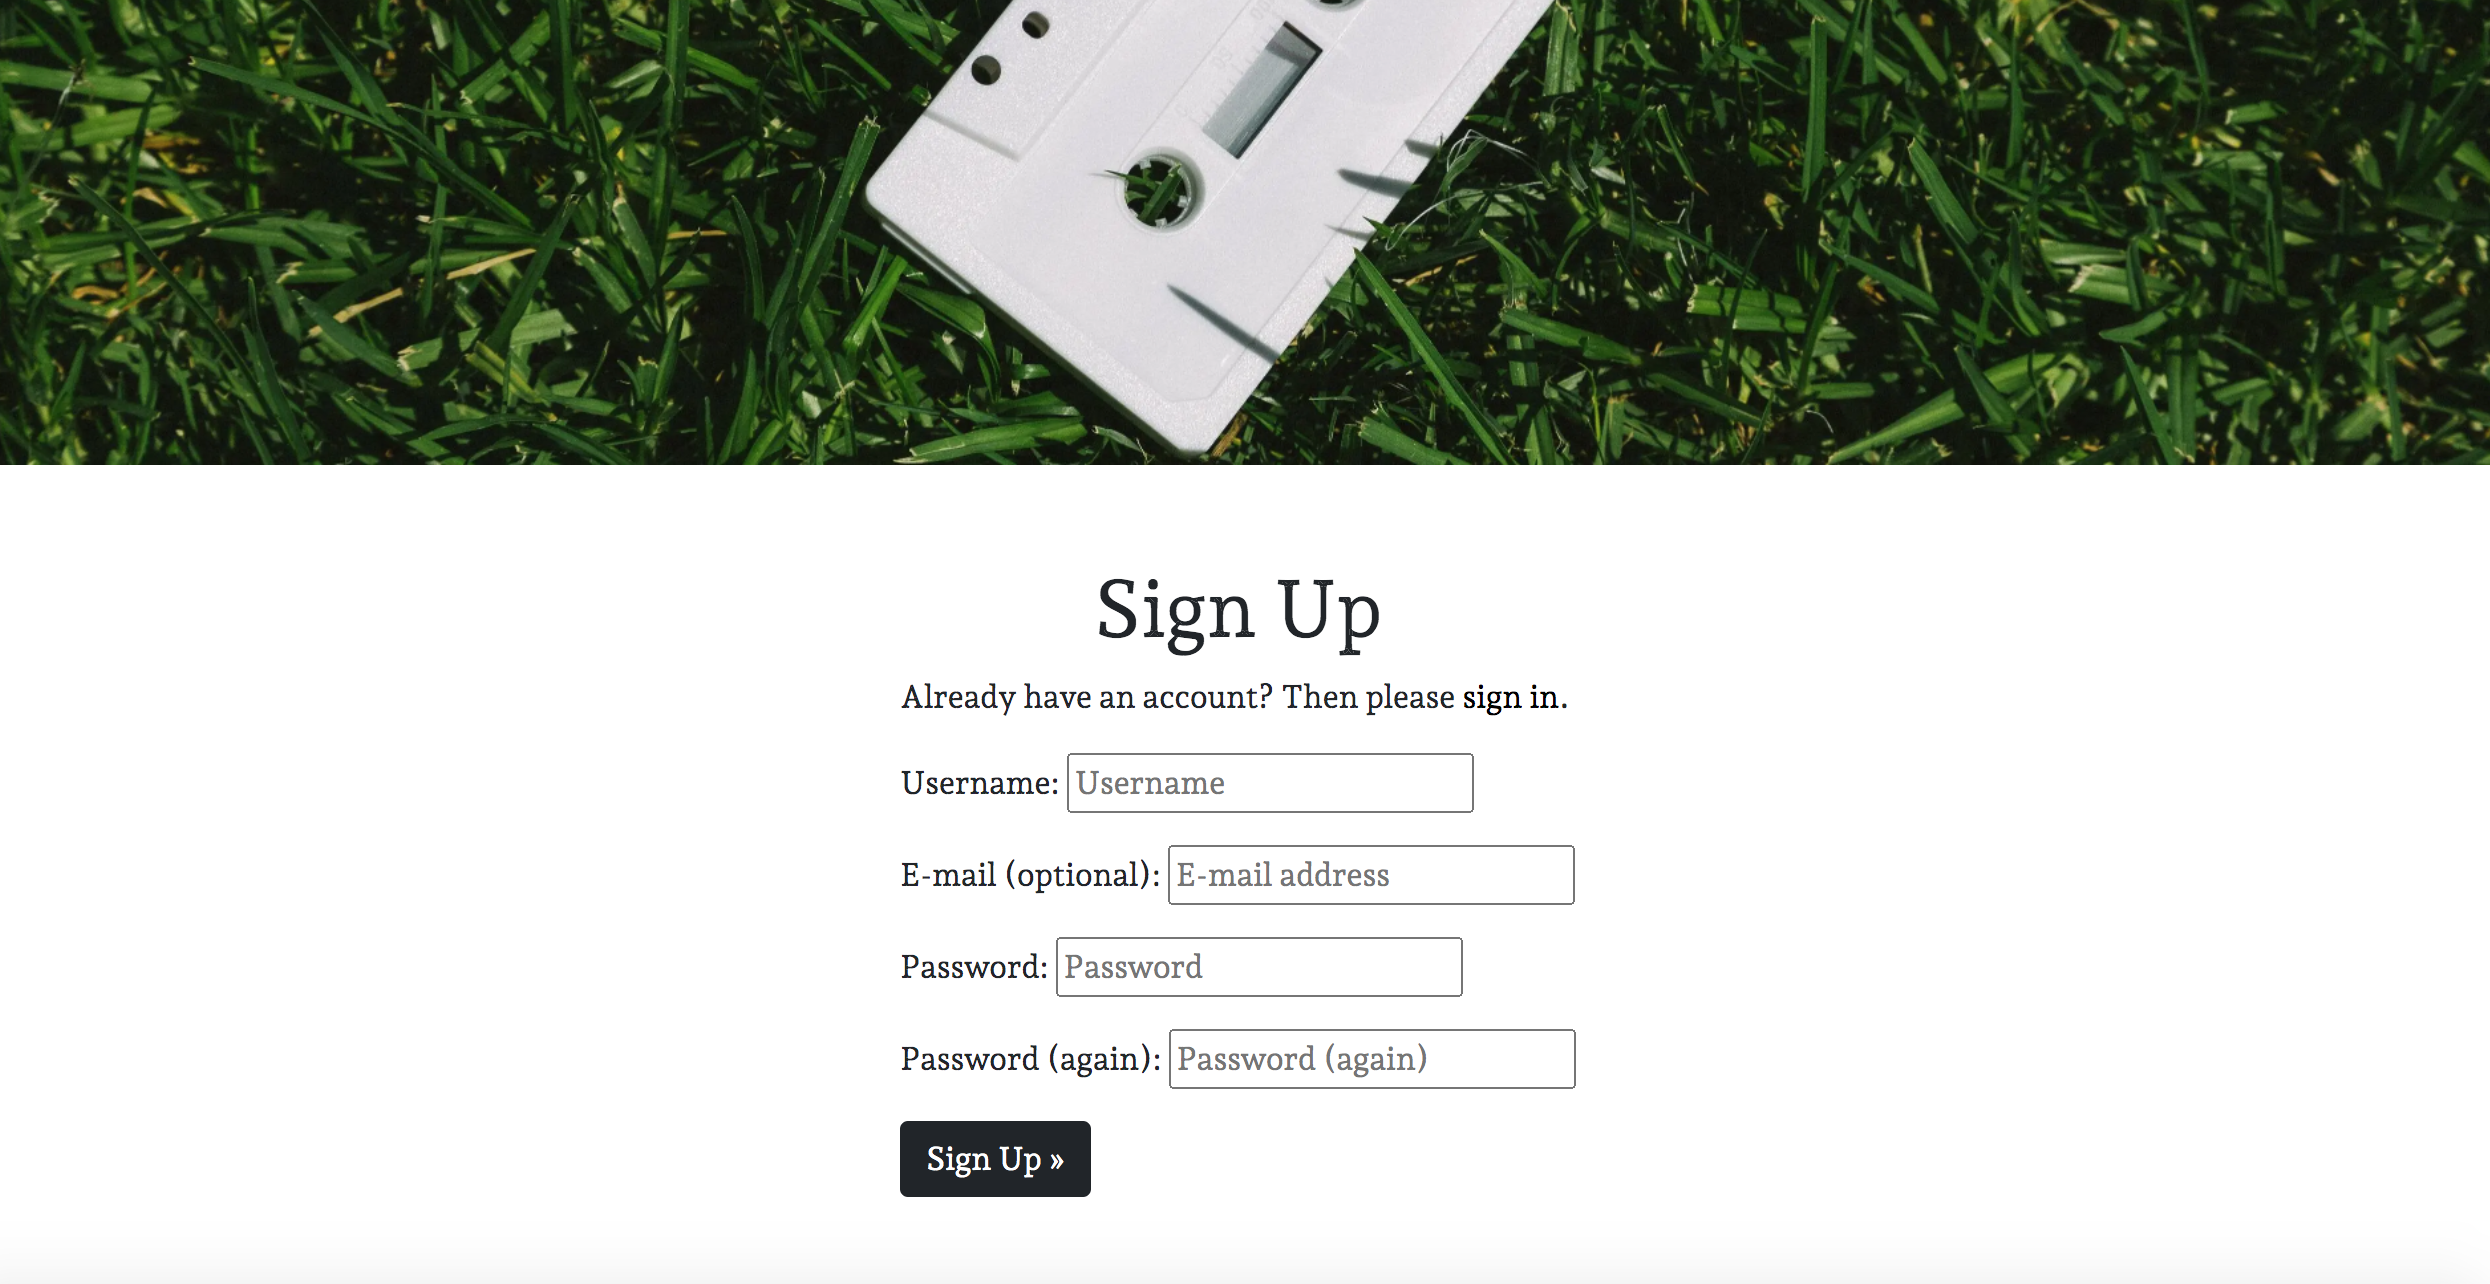 Sign Up
Already have an account? Then please sign in.
Username: Username
E-mail (optional): E-mail address
Password: Password
Password (again): Password (again)
Sign Up »